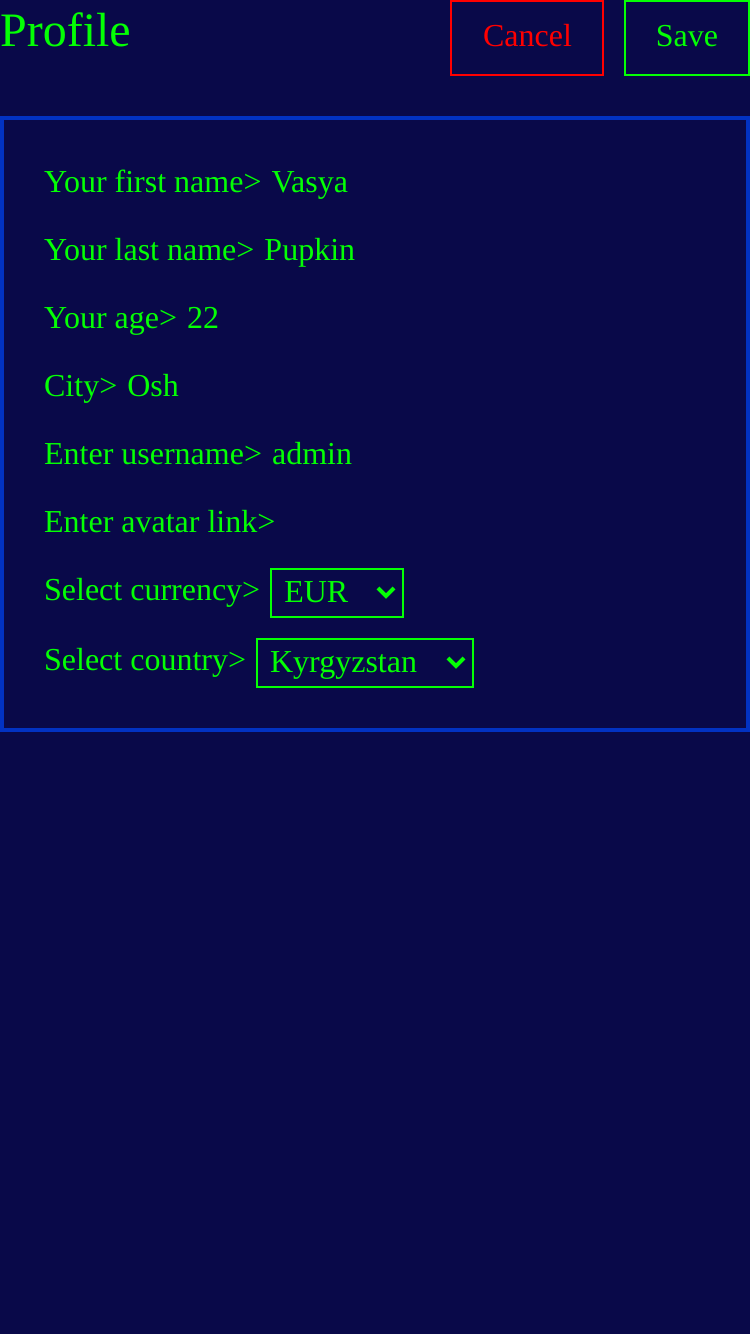 Profile
Cancel
Save
Your first name> Vasya
Your last name> Pupkin
Your age> 22
City> Osh
Enter username> admin
Enter avatar link>
Select currency> EUR
Select country> Kyrgyzstan